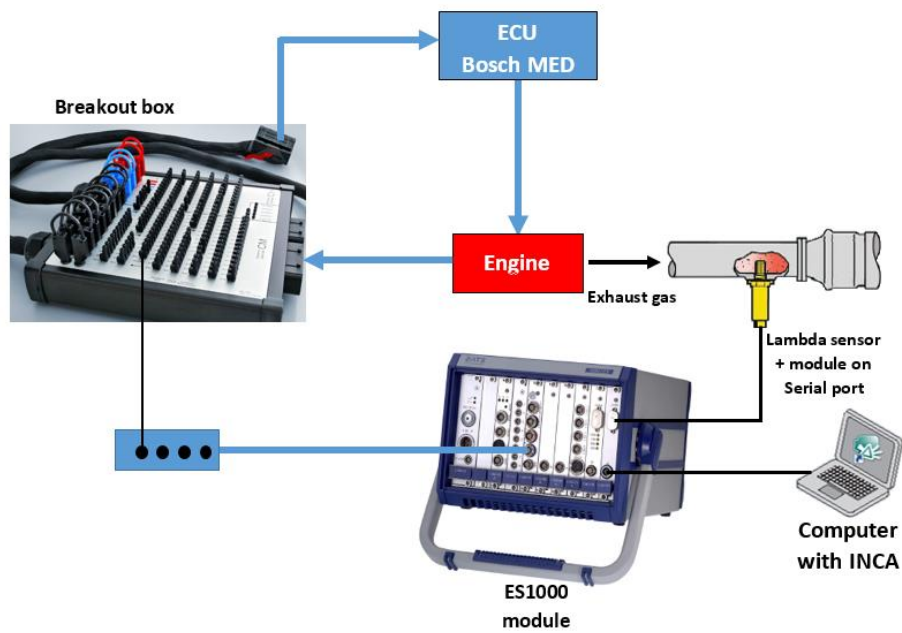 ECU
Bosch MED
Breakout box
Engine
Exhaust gas
Lambda sensor
+ module on
Serial port
Computer
with INCA
ES1000
module